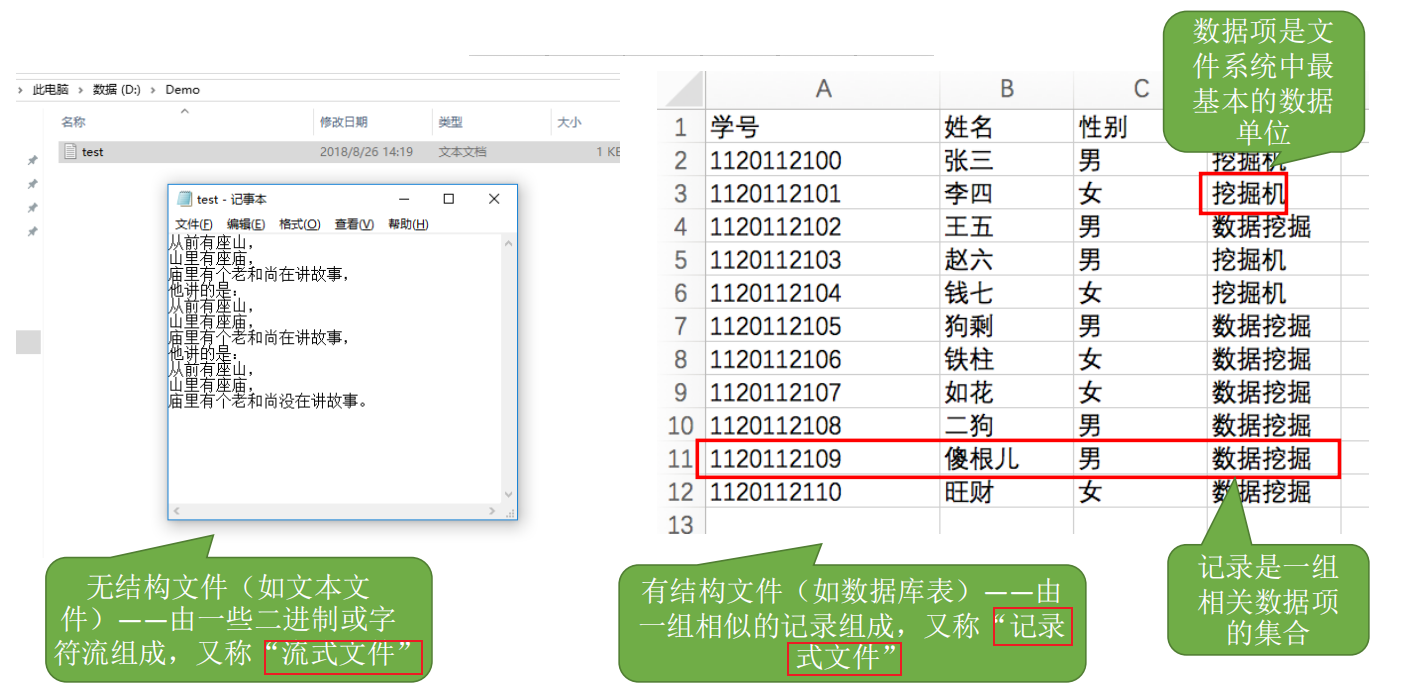 › 此电脑 › 数据 (D:) › Demo
名称 修改日期 类型 大小
test 2018/8/26 14:19 文本文档 1 KB
test - 记事本
文件(F) 编辑(E) 格式(O) 查看(V) 帮助(H)
从前有座山，
山里有座庙，
庙里有个老和尚在讲故事，
他讲的是：
从前有座山，
山里有座庙，
庙里有个老和尚在讲故事，
他讲的是：
从前有座山，
山里有座庙，
庙里有个老和尚没在讲故事。
无结构文件（如文本文
件）——由一些二进制或字
符流组成，又称“流式文件”
数据项是文
件系统中最
基本的数据
单位
A B C
1 学号 姓名 性别
2 1120112100 张三 男 挖掘机
3 1120112101 李四 女 挖掘机
4 1120112102 王五 男 数据挖掘
5 1120112103 赵六 男 挖掘机
6 1120112104 钱七 女 挖掘机
7 1120112105 狗剩 男 数据挖掘
8 1120112106 铁柱 女 数据挖掘
9 1120112107 如花 女 数据挖掘
10 1120112108 二狗 男 数据挖掘
11 1120112109 傻根儿 男 数据挖掘
12 1120112110 旺财 女 数据挖掘
13
有结构文件（如数据库表）——由
一组相似的记录组成，又称“记录
式文件”
记录是一组
相关数据项
的集合